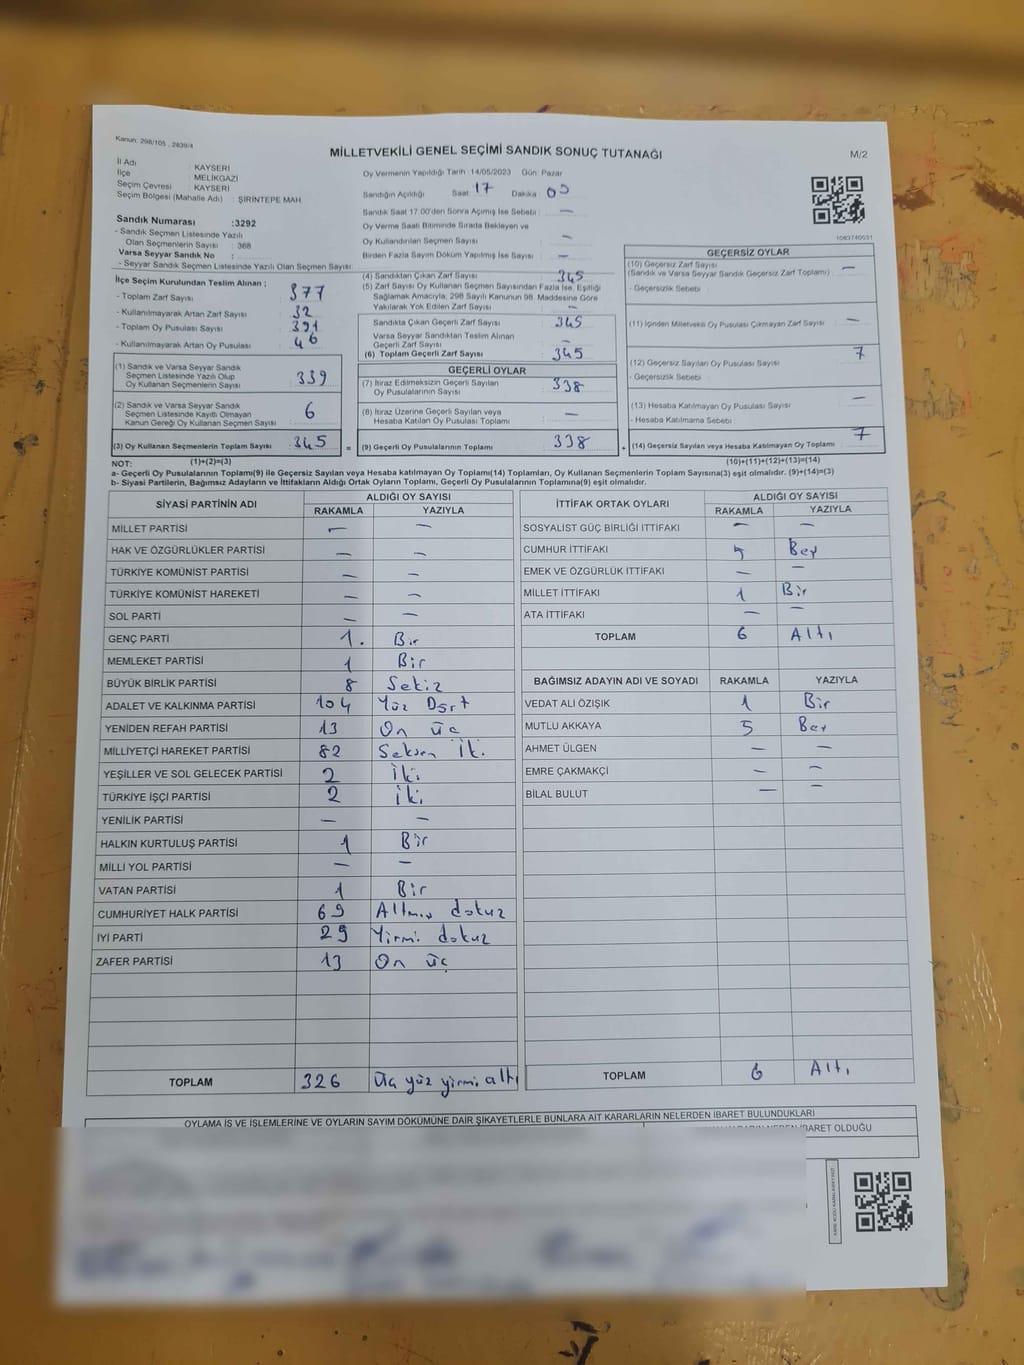 Kanun: 298/105 , 2839/4
MİLLETVEKİLİ GENEL SEÇİMİ SANDIK SONUÇ TUTANAĞI
M/2
İl Adı : KAYSERİ
İlçe : MELİKGAZİ
Seçim Çevresi : KAYSERİ
Seçim Bölgesi (Mahalle Adı) : ŞİRİNTEPE MAH.
Sandık Numarası :3292
- Sandık Seçmen Listesinde Yazılı
Olan Seçmenlerin Sayısı : 368
Varsa Seyyar Sandık No :
- Seyyar Sandık Seçmen Listesinde Yazılı Olan Seçmen Sayısı:
İlçe Seçim Kurulundan Teslim Alınan ;
- Toplam Zarf Sayısı : 377
- Kullanılmayarak Artan Zarf Sayısı : 32
- Toplam Oy Pusulası Sayısı : 391
- Kullanılmayarak Artan Oy Pusulası : 46
(1) Sandık ve Varsa Seyyar Sandık
Seçmen Listesinde Yazılı Olup
Oy Kullanan Seçmenlerin Sayısı : 339
(2) Sandık ve Varsa Seyyar Sandık
Seçmen Listesinde Kayıtlı Olmayan
Kanun Gereği Oy Kullanan Seçmen Sayısı : 6
(3) Oy Kullanan Seçmenlerin Toplam Sayısı : 345 =
Oy Vermenin Yapıldığı Tarih 14/05/2023 Gün: Pazar
Sandığın Açıldığı Saat: 17 Dakika : 05
Sandık Saat 17.00'den Sonra Açılmış İse Sebebi : —
Oy Verme Saati Bitiminde Sırada Bekleyen ve
Oy Kullandırılan Seçmen Sayısı : —
Birden Fazla Sayım Döküm Yapılmış İse Sayısı : —
(4) Sandıktan Çıkan Zarf Sayısı : 345
(5) Zarf Sayısı Oy Kullanan Seçmen Sayısından Fazla İse, Eşitliği
Sağlamak Amacıyla, 298 Sayılı Kanunun 98. Maddesine Göre
Yakılarak Yok Edilen Zarf Sayısı : —
Sandıkta Çıkan Geçerli Zarf Sayısı : 345
Varsa Seyyar Sandıktan Teslim Alınan
Geçerli Zarf Sayısı : —
(6) Toplam Geçerli Zarf Sayısı : 345
GEÇERLİ OYLAR
(7) İtiraz Edilmeksizin Geçerli Sayılan
Oy Pusulalarının Sayısı : 338
(8) İtiraz Üzerine Geçerli Sayılan veya
Hesaba Katılan Oy Pusulası Sayısı : —
(9) Geçerli Oy Pusulalarının Toplamı : 338 +
1063740031
GEÇERSİZ OYLAR
(10) Geçersiz Zarf Sayısı
(Sandık ve Varsa Seyyar Sandık Geçersiz Zarf Toplamı) : —
- Geçersizlik Sebebi :
(11) İçinden Milletvekili Oy Pusulası Çıkmayan Zarf Sayısı : —
(12) Geçersiz Sayılan Oy Pusulası Sayısı : 7
- Geçersizlik Sebebi :
(13) Hesaba Katılmayan Oy Pusulası Sayısı : —
- Hesaba Katılmama Sebebi :
(14) Geçersiz Sayılan veya Hesaba Katılmayan Oy Toplamı : 7
NOT: (1)+(2)=(3) (10)+(11)+(12)+(13)=(14)
a- Geçerli Oy Pusulalarının Toplamı(9) ile Geçersiz Sayılan veya Hesaba katılmayan Oy Toplamı(14) Toplamları, Oy Kullanan Seçmenlerin Toplam Sayısına(3) eşit olmalıdır. (9)+(14)=(3)
b- Siyasi Partilerin, Bağımsız Adayların ve İttifakların Aldığı Ortak Oyların Toplamı, Geçerli Oy Pusulalarının Toplamına(9) eşit olmalıdır.
SİYASİ PARTİNİN ADI ALDIĞI OY SAYISI
RAKAMLA YAZIYLA
MİLLET PARTİSİ — —
HAK VE ÖZGÜRLÜKLER PARTİSİ — —
TÜRKİYE KOMÜNİST PARTİSİ — —
TÜRKİYE KOMÜNİST HAREKETİ — —
SOL PARTİ — —
GENÇ PARTİ 1. Bir
MEMLEKET PARTİSİ 1 Bir
BÜYÜK BİRLİK PARTİSİ 8 Sekiz
ADALET VE KALKINMA PARTİSİ 104 Yüz Dört
YENİDEN REFAH PARTİSİ 13 On üç
MİLLİYETÇİ HAREKET PARTİSİ 82 Seksen İki.
YEŞİLLER VE SOL GELECEK PARTİSİ 2 İki
TÜRKİYE İŞÇİ PARTİSİ 2 İki
YENİLİK PARTİSİ — —
HALKIN KURTULUŞ PARTİSİ 1 Bir
MİLLİ YOL PARTİSİ — —
VATAN PARTİSİ 1 Bir
CUMHURİYET HALK PARTİSİ 69 Altmış dokuz
İYİ PARTİ 29 Yirmi dokuz
ZAFER PARTİSİ 13 On üç
TOPLAM 326 üç yüz yirmi altı
İTTİFAK ORTAK OYLARI ALDIĞI OY SAYISI
RAKAMLA YAZIYLA
SOSYALİST GÜÇ BİRLİĞİ İTTİFAKI — —
CUMHUR İTTİFAKI 5 Beş
EMEK VE ÖZGÜRLÜK İTTİFAKI — —
MİLLET İTTİFAKI 1 Bir
ATA İTTİFAKI — —
TOPLAM 6 Altı
BAĞIMSIZ ADAYIN ADI VE SOYADI RAKAMLA YAZIYLA
VEDAT ALİ ÖZIŞIK 1 Bir
MUTLU AKKAYA 5 Beş
AHMET ÜLGEN — —
EMRE ÇAKMAKÇİ — —
BİLAL BULUT — —
TOPLAM 6 Altı
OYLAMA İŞ VE İŞLEMLERİNE VE OYLARIN SAYIM DÖKÜMÜNE DAİR ŞİKAYETLERLE BUNLARA AİT KARARLARIN NELERDEN İBARET BULUNDUKLARI
İBARET OLDUĞU